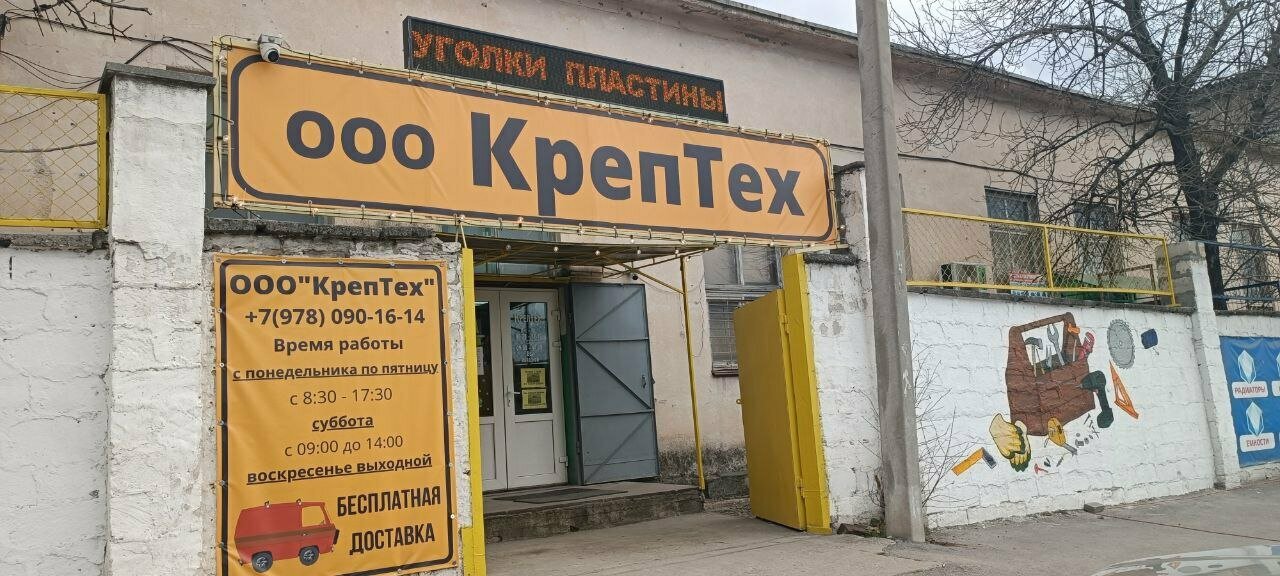 УГОЛКИ ПЛАСТИНЫ
ООО КрепТех
ООО"КрепТех"
+7(978) 090-16-14
Время работы
с понедельника по пятницу
с 8:30 - 17:30
суббота
с 09:00 до 14:00
воскресенье выходной
БЕСПЛАТНАЯ
ДОСТАВКА
РАДИАТОРЫ
ЕМКОСТИ